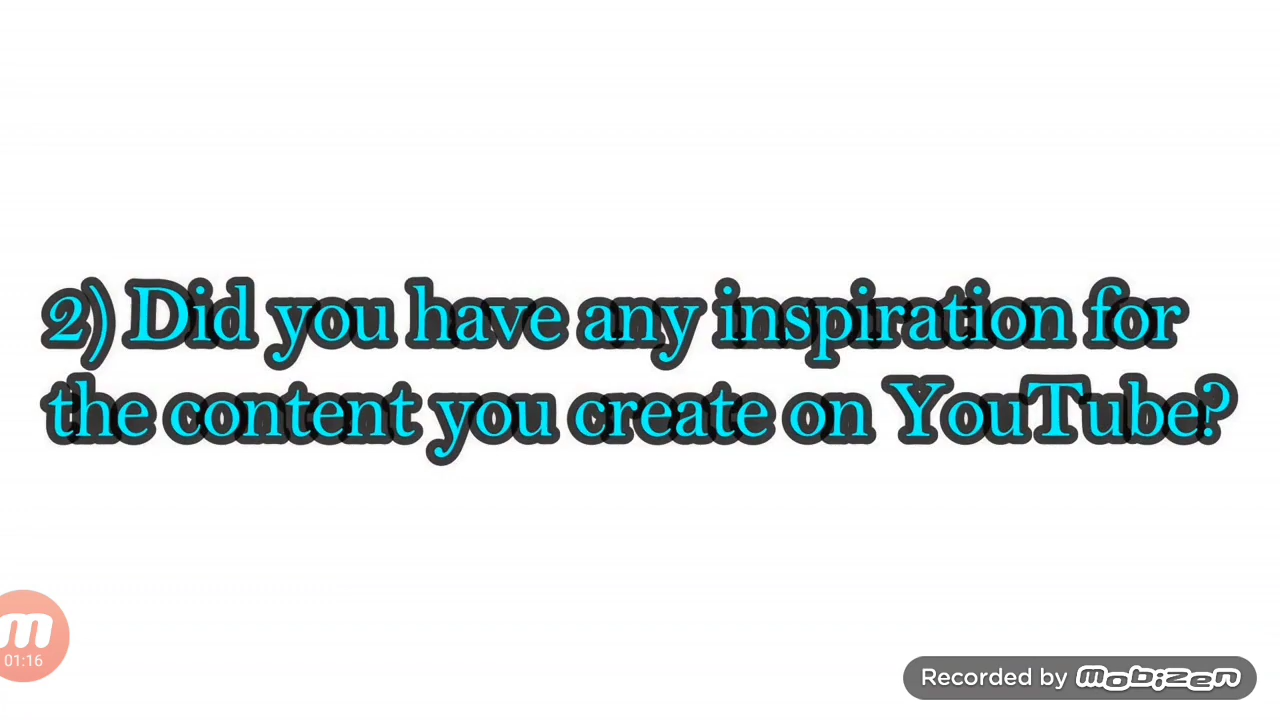 2) Did you have any inspiration for
the content you create on YouTube?
m
01:16
Recorded by mobizen